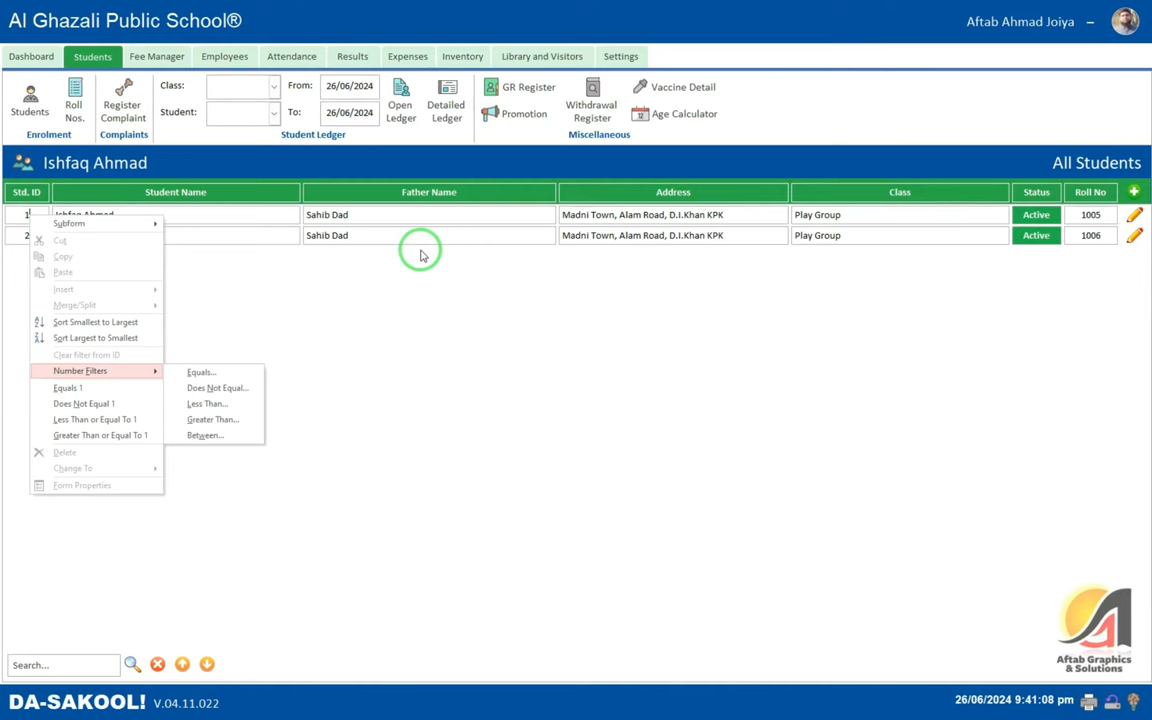 Al Ghazali Public School®
Aftab Ahmad Joiya
Dashboard Students Fee Manager Employees Attendance Results Expenses Inventory Library and Visitors Settings
Students
Roll Nos.
Enrolment
Register Complaint
Complaints
Class:
Student:
From: 26/06/2024
To: 26/06/2024
Open Ledger
Detailed Ledger
Student Ledger
GR Register
Promotion
Withdrawal Register
Vaccine Detail
12 Age Calculator
Miscellaneous
Ishfaq Ahmad
All Students
Std. ID Student Name Father Name Address Class Status Roll No
1 Ishfaq Ahmad Sahib Dad Madni Town, Alam Road, D.I.Khan KPK Play Group Active 1005
2 Sahib Dad Madni Town, Alam Road, D.I.Khan KPK Play Group Active 1006
Subform
Cut
Copy
Paste
Insert
Merge/Split
Sort Smallest to Largest
Sort Largest to Smallest
Clear filter from ID
Number Filters
Equals 1
Does Not Equal 1
Less Than or Equal To 1
Greater Than or Equal To 1
Delete
Change To
Form Properties
Equals...
Does Not Equal...
Less Than...
Greater Than...
Between...
Aftab Graphics
& Solutions
Search...
DA-SAKOOL! V.04.11.022
26/06/2024 9:41:08 pm